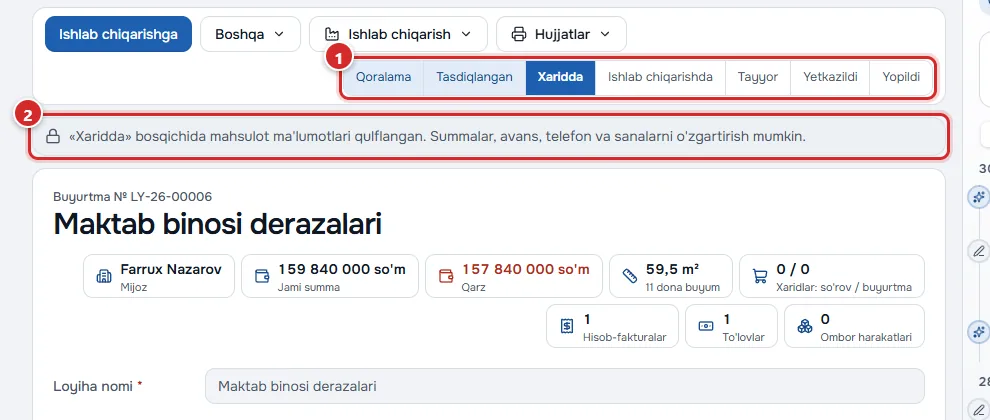 Ishlab chiqarishga Boshqa Ishlab chiqarish Hujjatlar
1
Qoralama Tasdiqlangan Xaridda Ishlab chiqarishda Tayyor Yetkazildi Yopildi
2
«Xaridda» bosqichida mahsulot ma'lumotlari qulflangan. Summalar, avans, telefon va sanalarni o'zgartirish mumkin.
Buyurtma № LY-26-00006
Maktab binosi derazalari
Farrux Nazarov 159 840 000 so'm 157 840 000 so'm 59,5 m² 0 / 0
Mijoz Jami summa Qarz 11 dona buyum Xaridlar: so'rov / buyurtma
1 1 0
Hisob-fakturalar To'lovlar Ombor harakatlari
Loyiha nomi * Maktab binosi derazalari